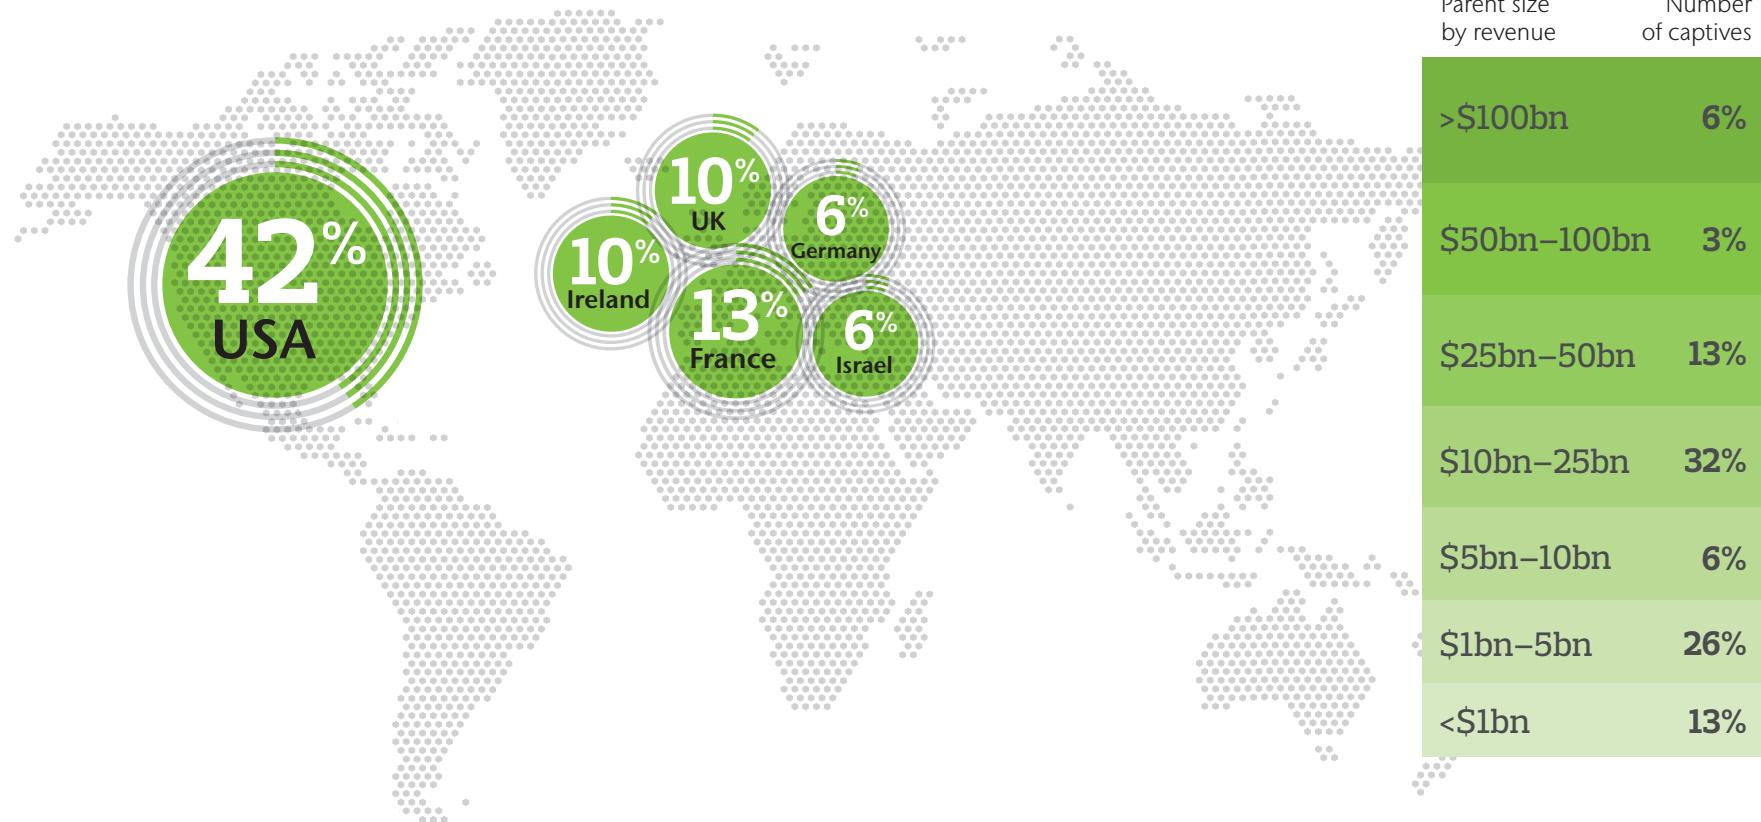 42%
USA
10%
Ireland
10%
UK
13%
France
6%
Germany
6%
Israel
Parent size Number
by revenue of captives
>$100bn 6%
$50bn–100bn 3%
$25bn–50bn 13%
$10bn–25bn 32%
$5bn–10bn 6%
$1bn–5bn 26%
<$1bn 13%